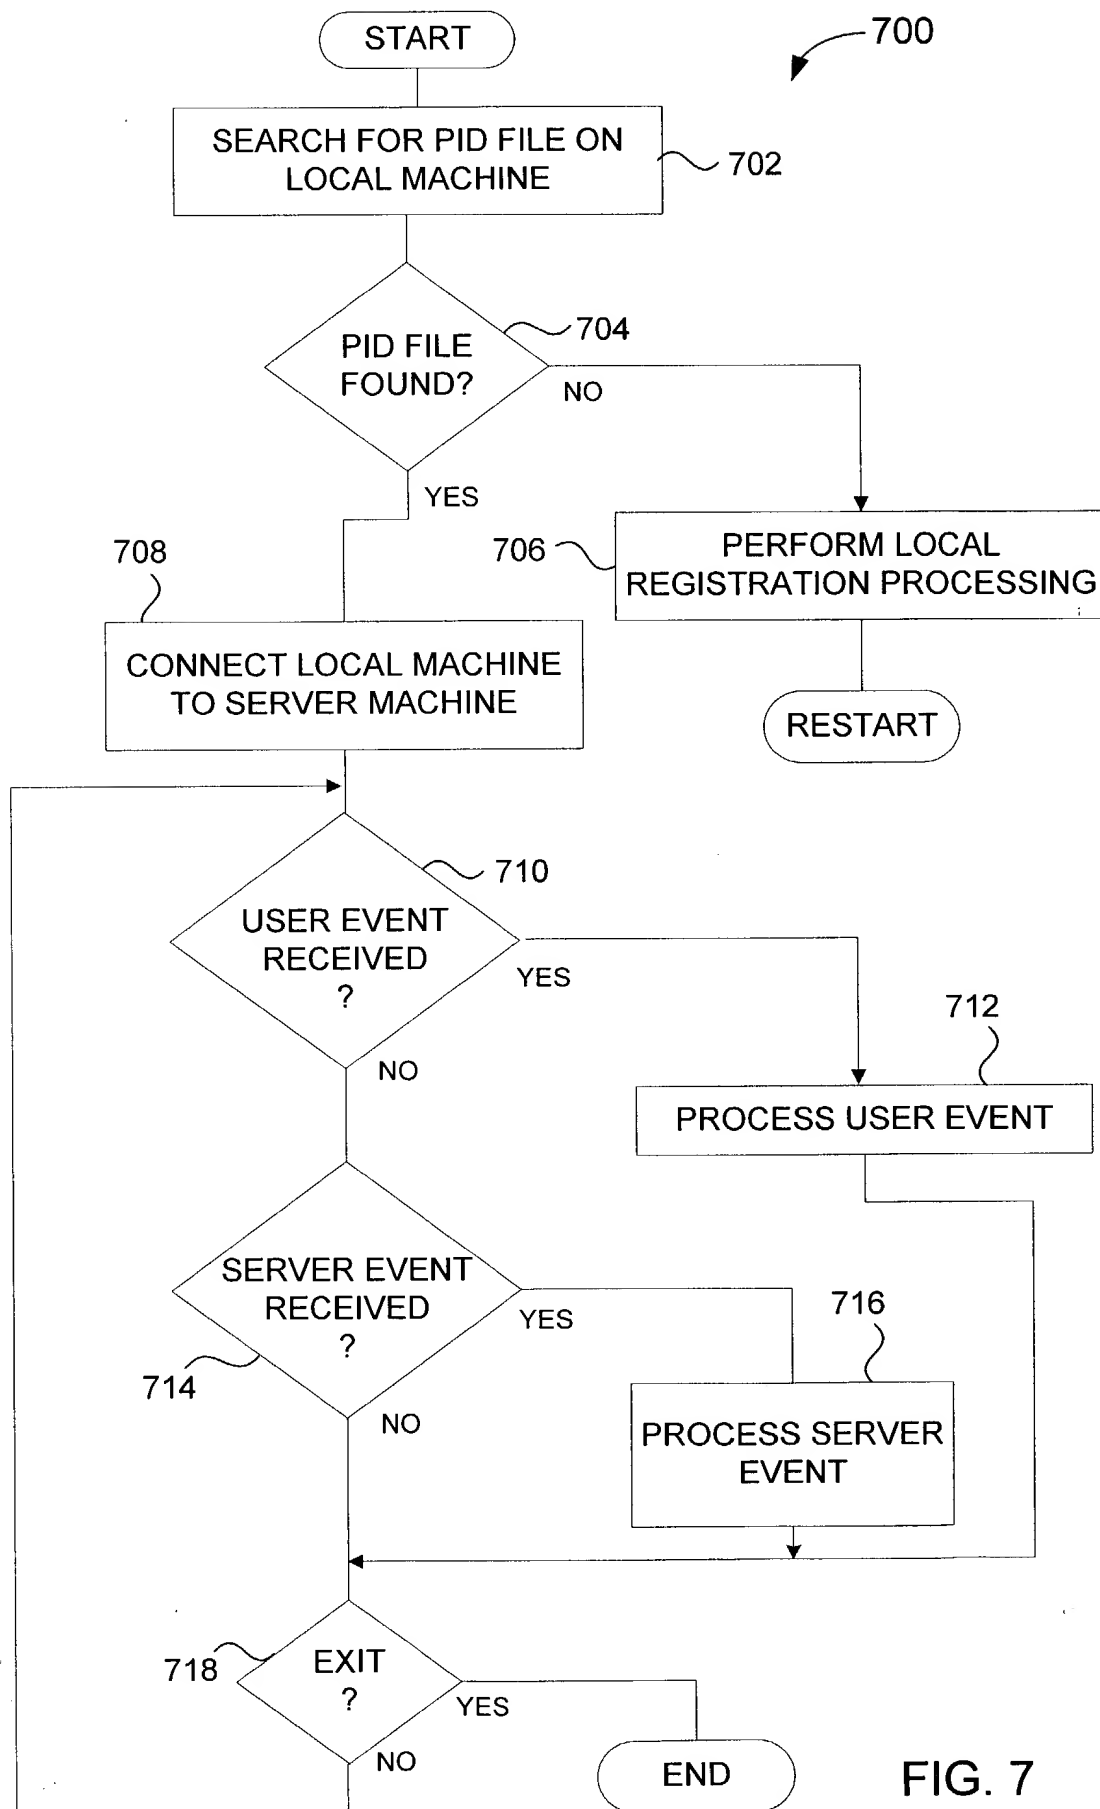 START
700
SEARCH FOR PID FILE ON
LOCAL MACHINE
702
PID FILE
FOUND?
704
NO
YES
708
706
PERFORM LOCAL
REGISTRATION PROCESSING
CONNECT LOCAL MACHINE
TO SERVER MACHINE
RESTART
710
USER EVENT
RECEIVED
?
YES
NO
712
PROCESS USER EVENT
SERVER EVENT
RECEIVED
?
YES
714
NO
716
PROCESS SERVER
EVENT
718
EXIT
?
YES
NO
END
FIG. 7